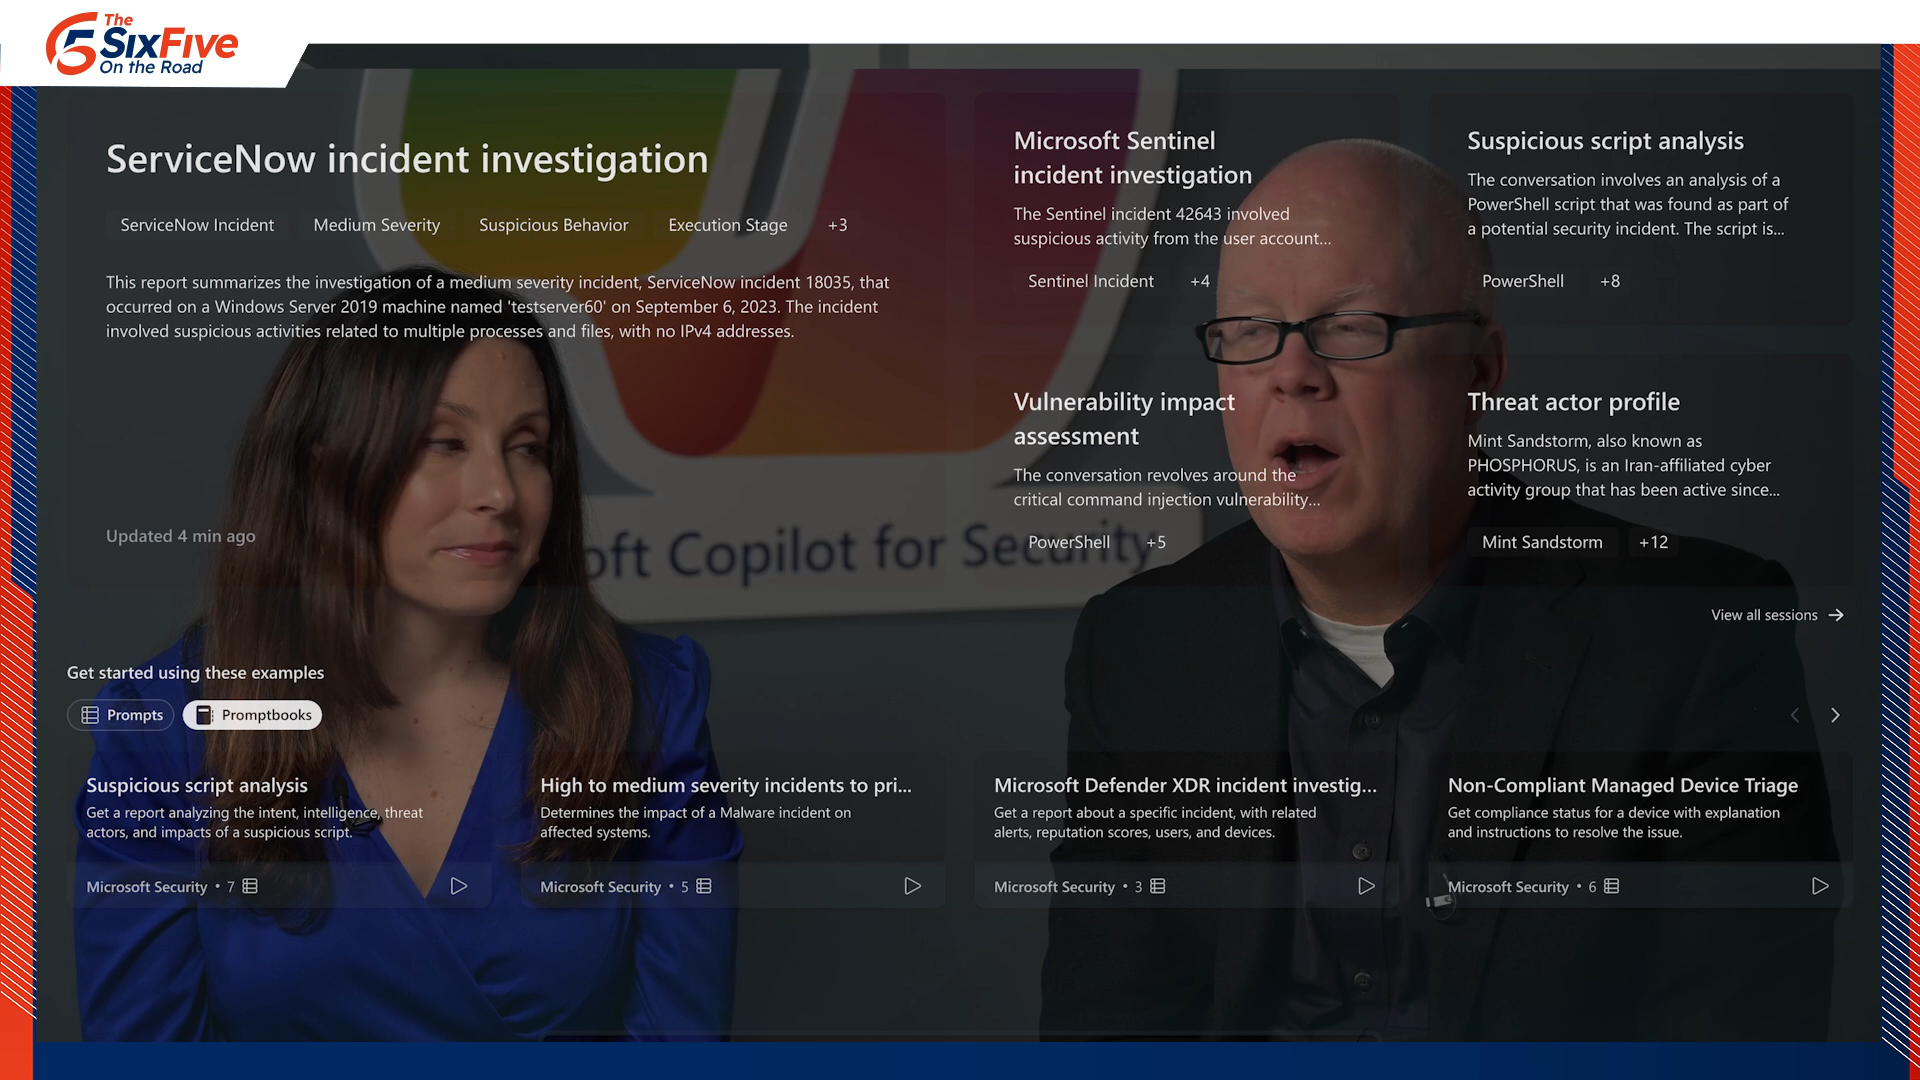 The
SixFive
On the Road
ServiceNow incident investigation
ServiceNow Incident Medium Severity Suspicious Behavior Execution Stage +3
This report summarizes the investigation of a medium severity incident, ServiceNow incident 18035, that
occurred on a Windows Server 2019 machine named 'testserver60' on September 6, 2023. The incident
involved suspicious activities related to multiple processes and files, with no IPv4 addresses.
Updated 4 min ago
Microsoft Sentinel
incident investigation
The Sentinel incident 42643 involved
suspicious activity from the user account...
Sentinel Incident +4
Suspicious script analysis
The conversation involves an analysis of a
PowerShell script that was found as part of
a potential security incident. The script is...
PowerShell +8
Vulnerability impact
assessment
The conversation revolves around the
critical command injection vulnerability...
PowerShell +5
Threat actor profile
Mint Sandstorm, also known as
PHOSPHORUS, is an Iran-affiliated cyber
activity group that has been active since...
Mint Sandstorm +12
oft Copilot for Security
View all sessions
Get started using these examples
Prompts Promptbooks
Suspicious script analysis
Get a report analyzing the intent, intelligence, threat
actors, and impacts of a suspicious script.
Microsoft Security • 7
High to medium severity incidents to pri...
Determines the impact of a Malware incident on
affected systems.
Microsoft Security • 5
Microsoft Defender XDR incident investig...
Get a report about a specific incident, with related
alerts, reputation scores, users, and devices.
Microsoft Security • 3
Non-Compliant Managed Device Triage
Get compliance status for a device with explanation
and instructions to resolve the issue.
Microsoft Security • 6